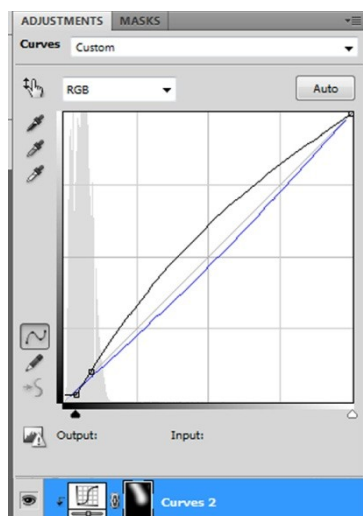 ADJUSTMENTS MASKS
Curves Custom
RGB Auto
Output: Input:
Curves 2